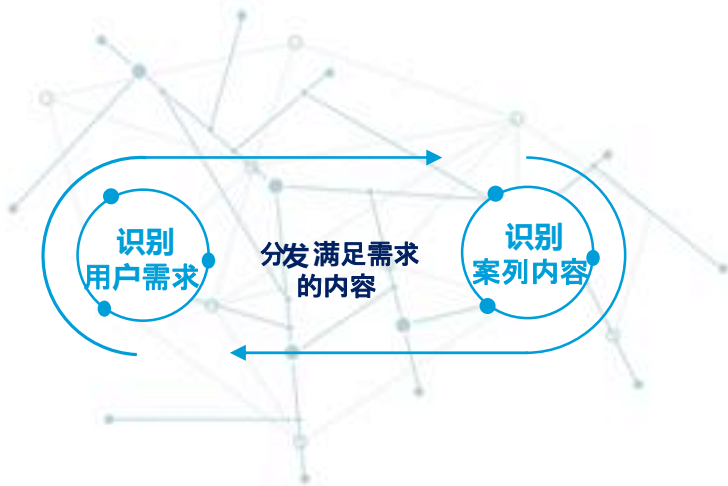 识别
用户需求
分发满足需求
的内容
识别
案列内容